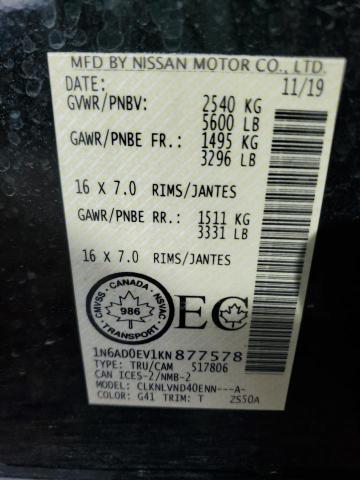 MFD BY NISSAN MOTOR CO., LTD.
DATE: 11/19
GVWR/PNBV: 2540 KG
5600 LB
GAWR/PNBE FR.: 1495 KG
3296 LB
16 X 7.0 RIMS/JANTES
GAWR/PNBE RR.: 1511 KG
3331 LB
16 X 7.0 RIMS/JANTES
CANADA
CMVSS NSVAC
986
TRANSPORT
EC
1N6AD0EV1KN877578
TYPE: TRU/CAM 517806
CAN ICES-2/NMB-2
MODEL: CLKNLVND40ENN---A-
COLOR: G41 TRIM: T 2S50A